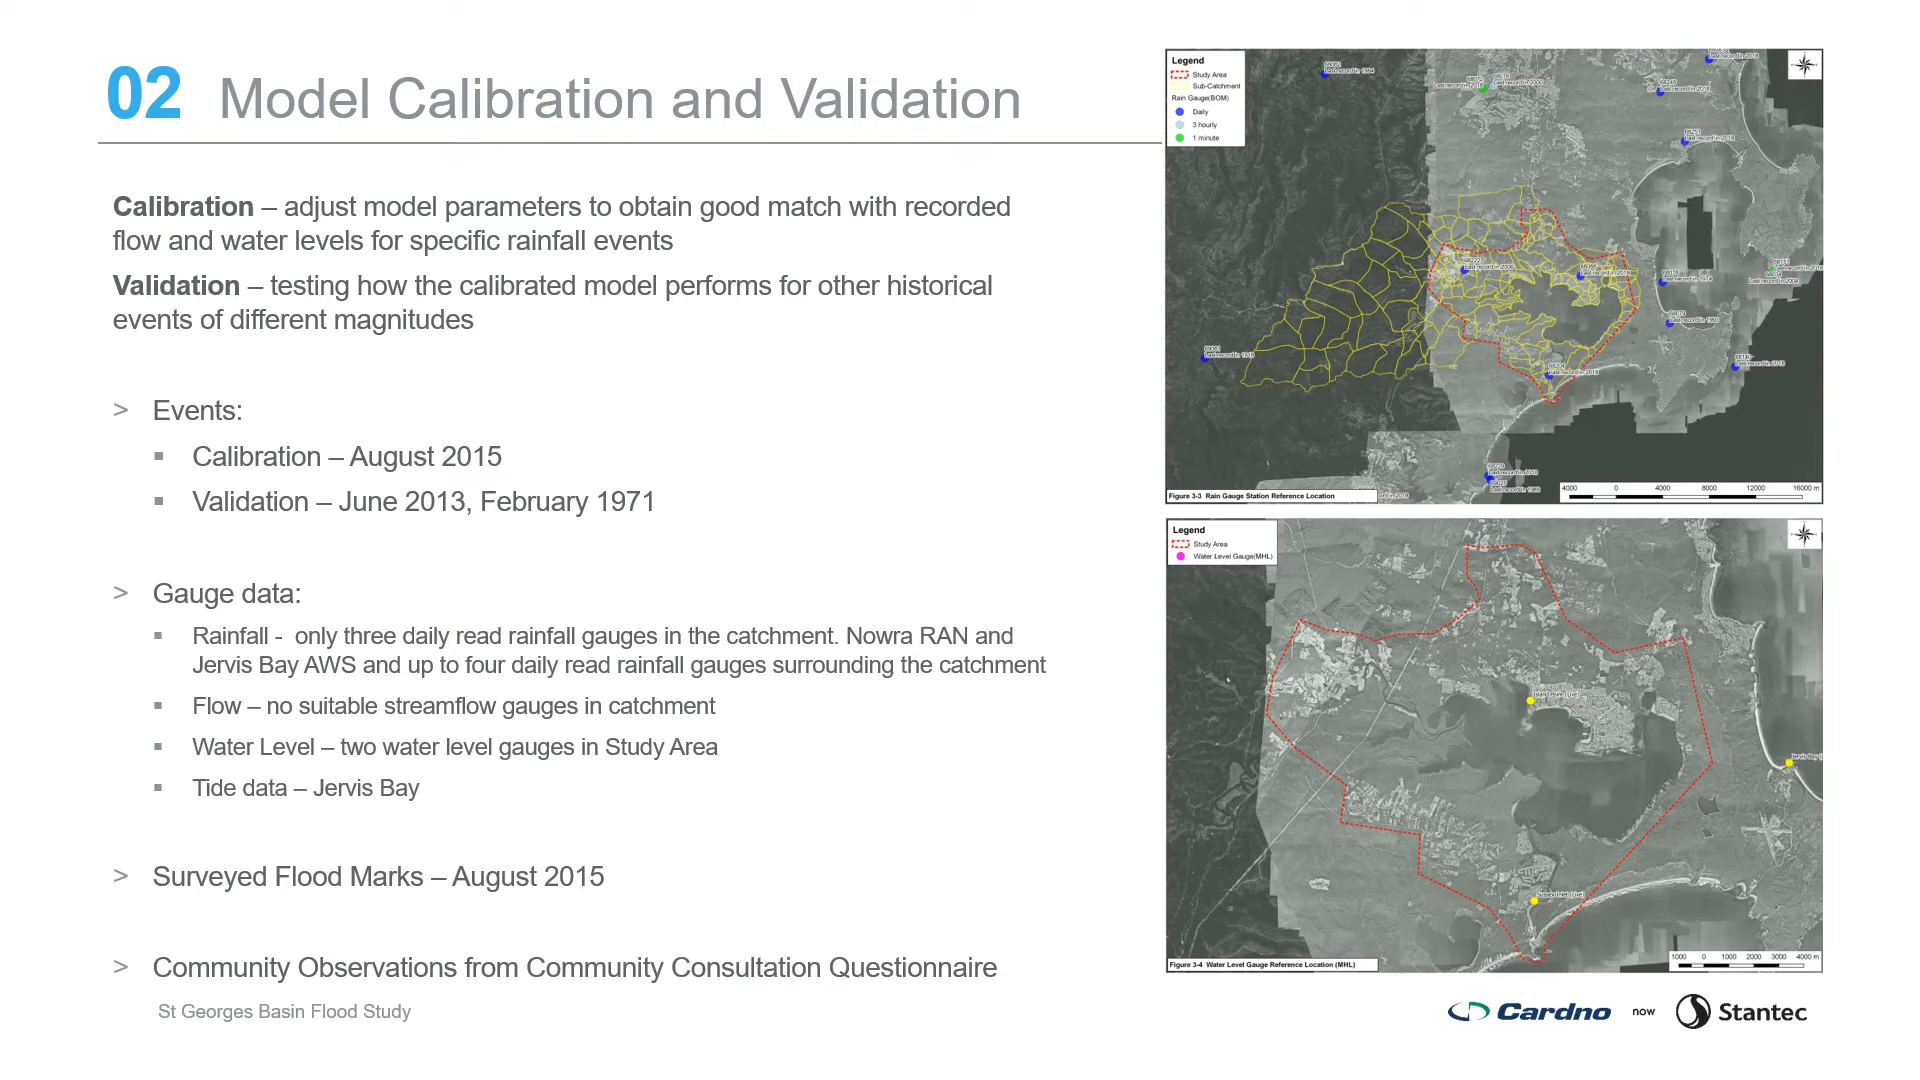 02 Model Calibration and Validation
Calibration – adjust model parameters to obtain good match with recorded
flow and water levels for specific rainfall events
Validation – testing how the calibrated model performs for other historical
events of different magnitudes
> Events:
▪ Calibration – August 2015
▪ Validation – June 2013, February 1971
> Gauge data:
▪ Rainfall - only three daily read rainfall gauges in the catchment. Nowra RAN and
Jervis Bay AWS and up to four daily read rainfall gauges surrounding the catchment
▪ Flow – no suitable streamflow gauges in catchment
▪ Water Level – two water level gauges in Study Area
▪ Tide data – Jervis Bay
> Surveyed Flood Marks – August 2015
> Community Observations from Community Consultation Questionnaire
St Georges Basin Flood Study
Legend
Study Area
Sub-Catchment
Rain Gauge(BOM)
Daily
3 hourly
1 minute
Figure 3-3 Rain Gauge Station Reference Location
4000 0 4000 8000 12000 16000 m
Legend
Study Area
Water Level Gauge(MHL)
Figure 3-4 Water Level Gauge Reference Location (MHL)
1000 0 1000 2000 3000 4000 m
Cardno now Stantec